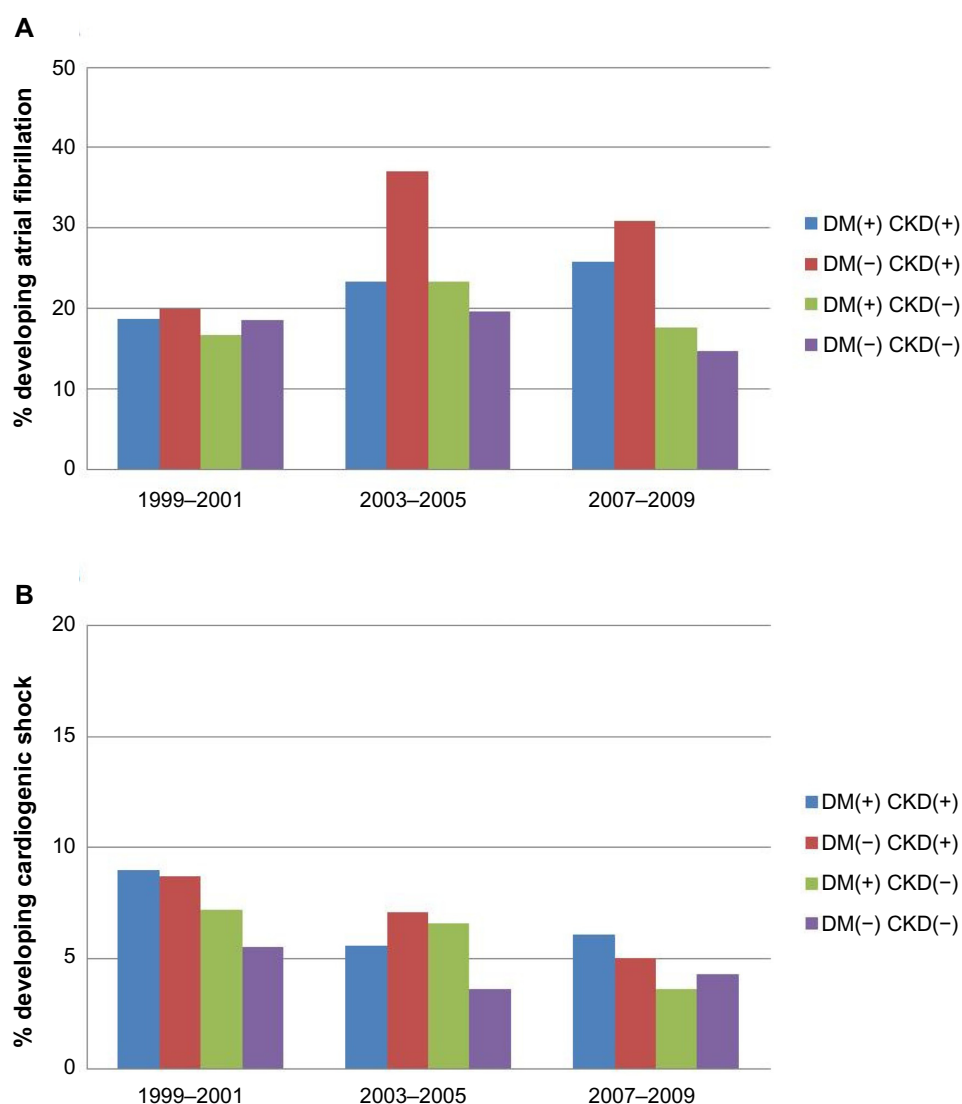 A
% developing atrial fibrillation
50
40
30
20
10
0
1999–2001
2003–2005
2007–2009
DM(+) CKD(+)
DM(−) CKD(+)
DM(+) CKD(−)
DM(−) CKD(−)
B
% developing cardiogenic shock
20
15
10
5
0
1999–2001
2003–2005
2007–2009
DM(+) CKD(+)
DM(−) CKD(+)
DM(+) CKD(−)
DM(−) CKD(−)